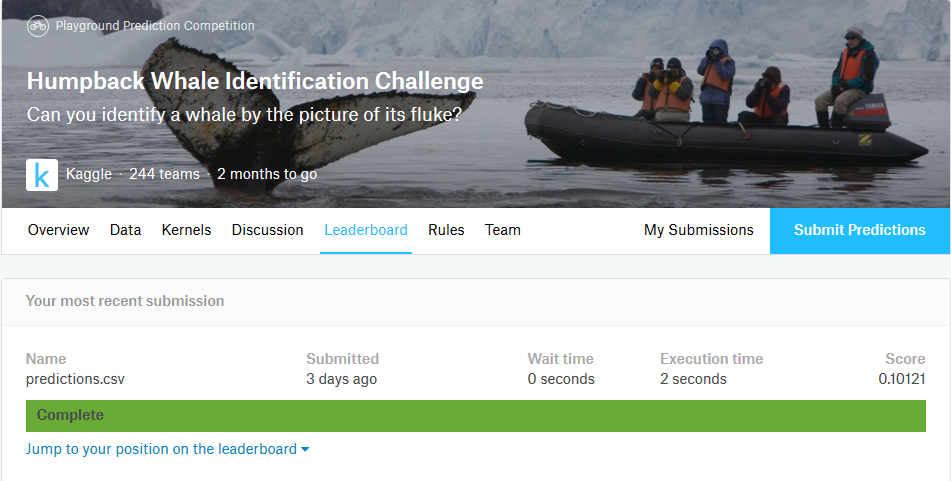 Playground Prediction Competition
Humpback Whale Identification Challenge
Can you identify a whale by the picture of its fluke?
k Kaggle · 244 teams · 2 months to go
Overview Data Kernels Discussion Leaderboard Rules Team My Submissions Submit Predictions
Your most recent submission
Name Submitted Wait time Execution time Score
predictions.csv 3 days ago 0 seconds 2 seconds 0.10121
Complete
Jump to your position on the leaderboard
YAMAHA
Z